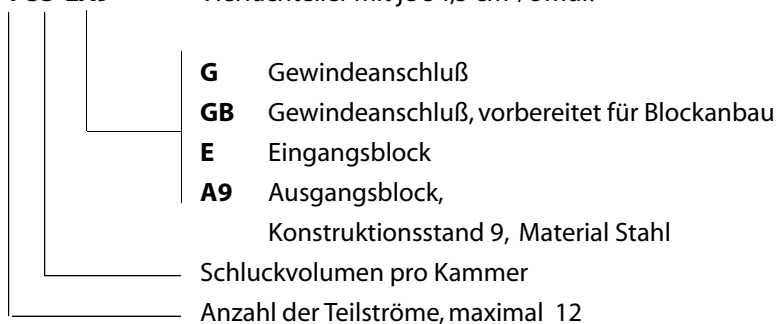 G Gewindeanschluß
GB Gewindeanschluß, vorbereitet für Blockanbau
E Eingangsblock
A9 Ausgangsblock,
Konstruktionsstand 9, Material Stahl
Schluckvolumen pro Kammer
Anzahl der Teilströme, maximal 12